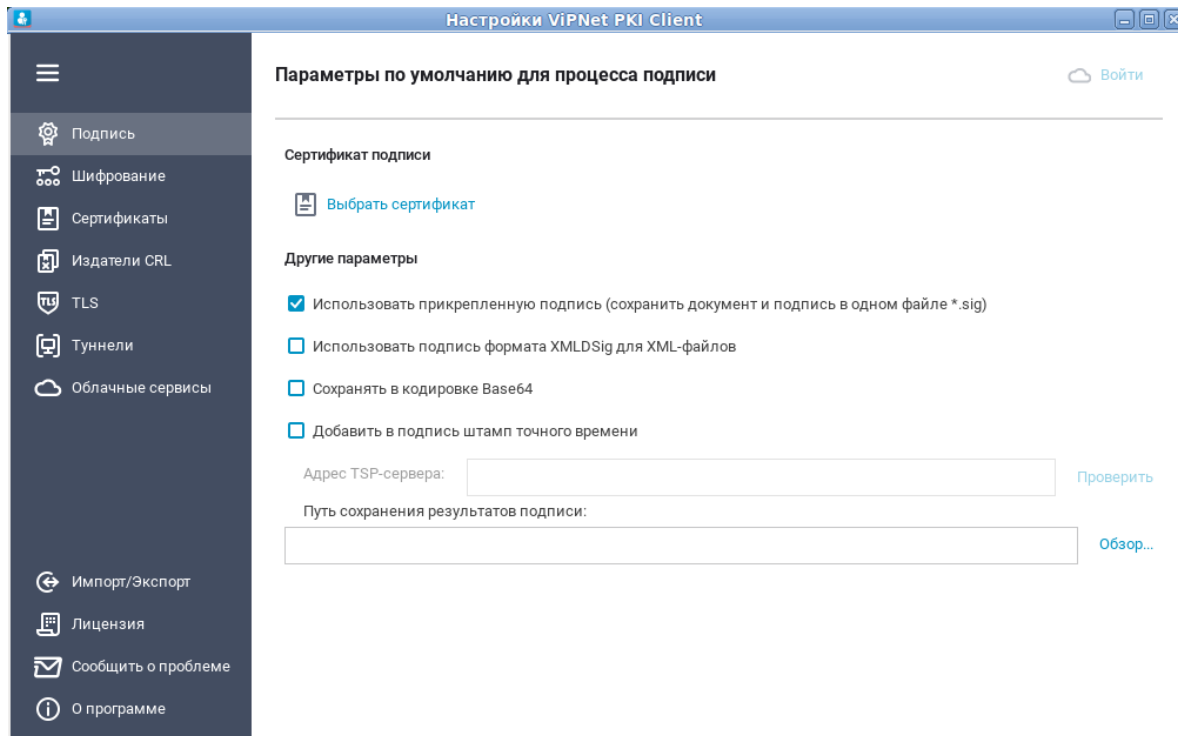 Настройки ViPNet PKI Client
Параметры по умолчанию для процесса подписи
Войти
Подпись
Шифрование
Сертификаты
Издатели CRL
TLS
TLS
Туннели
Облачные сервисы
Импорт/Экспорт
Лицензия
Сообщить о проблеме
О программе
Сертификат подписи
Выбрать сертификат
Другие параметры
Использовать прикрепленную подпись (сохранить документ и подпись в одном файле *.sig)
Использовать подпись формата XMLDSig для XML-файлов
Сохранять в кодировке Base64
Добавить в подпись штамп точного времени
Адрес TSP-сервера:
Проверить
Путь сохранения результатов подписи:
Обзор...